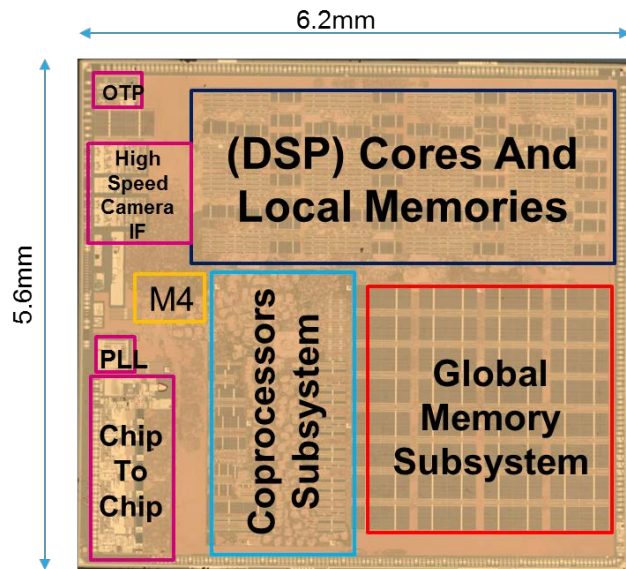 6.2mm
5.6mm
OTP
(DSP) Cores And
Local Memories
High
Speed
Camera
IF
M4
PLL
Chip
To
Chip
Coprocessors
Subsystem
Global
Memory
Subsystem